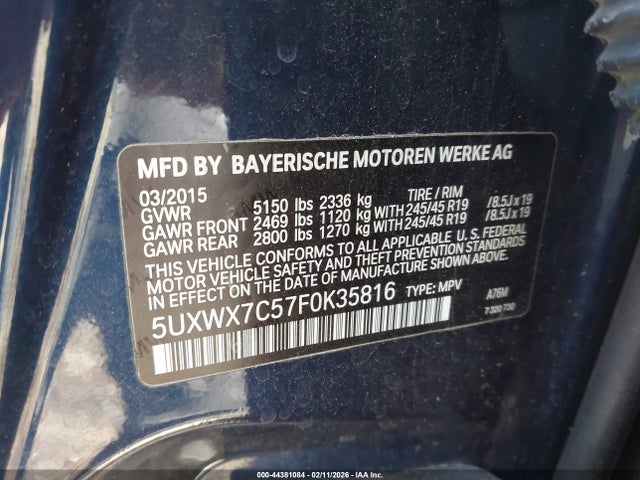 MFD BY BAYERISCHE MOTOREN WERKE AG
03/2015 TIRE / RIM
GVWR 5150 lbs 2336 kg
GAWR FRONT 2469 lbs 1120 kg WITH 245/45 R19 / 8.5J x 19
GAWR REAR 2800 lbs 1270 kg WITH 245/45 R19 / 8.5J x 19
THIS VEHICLE CONFORMS TO ALL APPLICABLE U. S. FEDERAL
MOTOR VEHICLE SAFETY AND THEFT PREVENTION STANDARDS
IN EFFECT ON THE DATE OF MANUFACTURE SHOWN ABOVE.
5UXWX7C57F0K35816 TYPE: MPV A76M
7 320 730
000-44381084 - 02/11/2026 - IAA Inc.